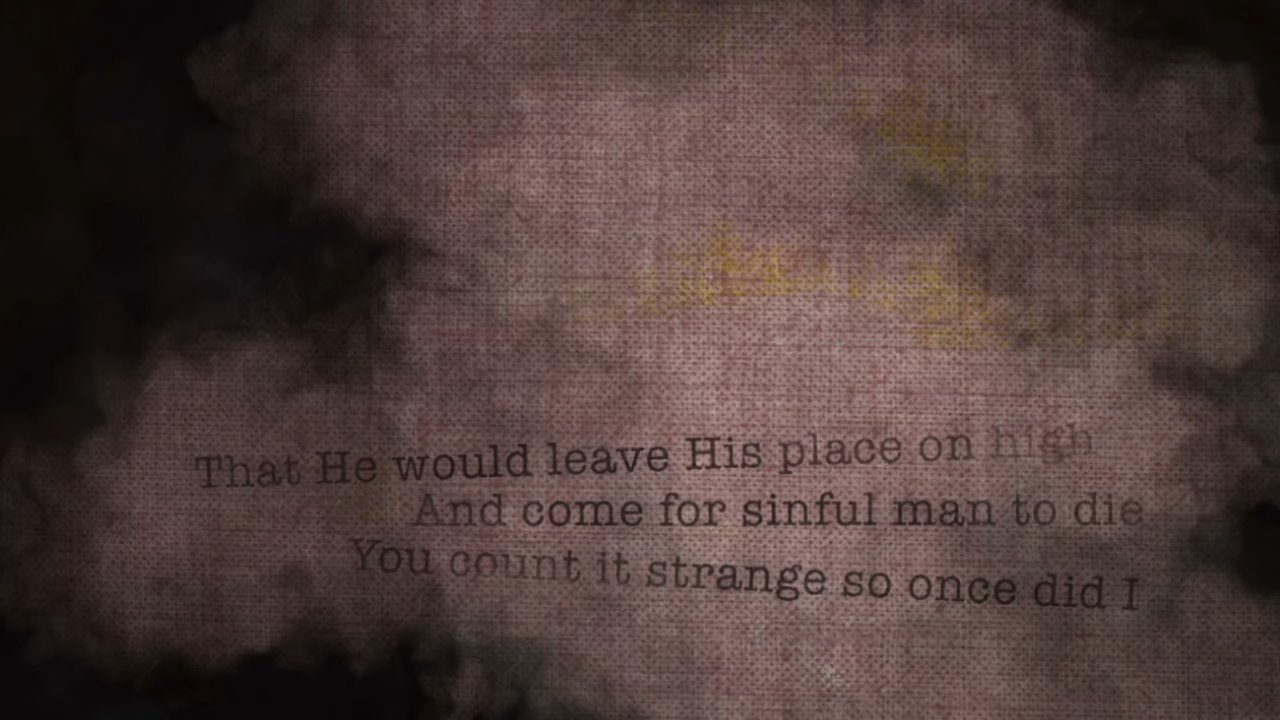 That He would leave His place on high
And come for sinful man to die
You count it strange so once did I